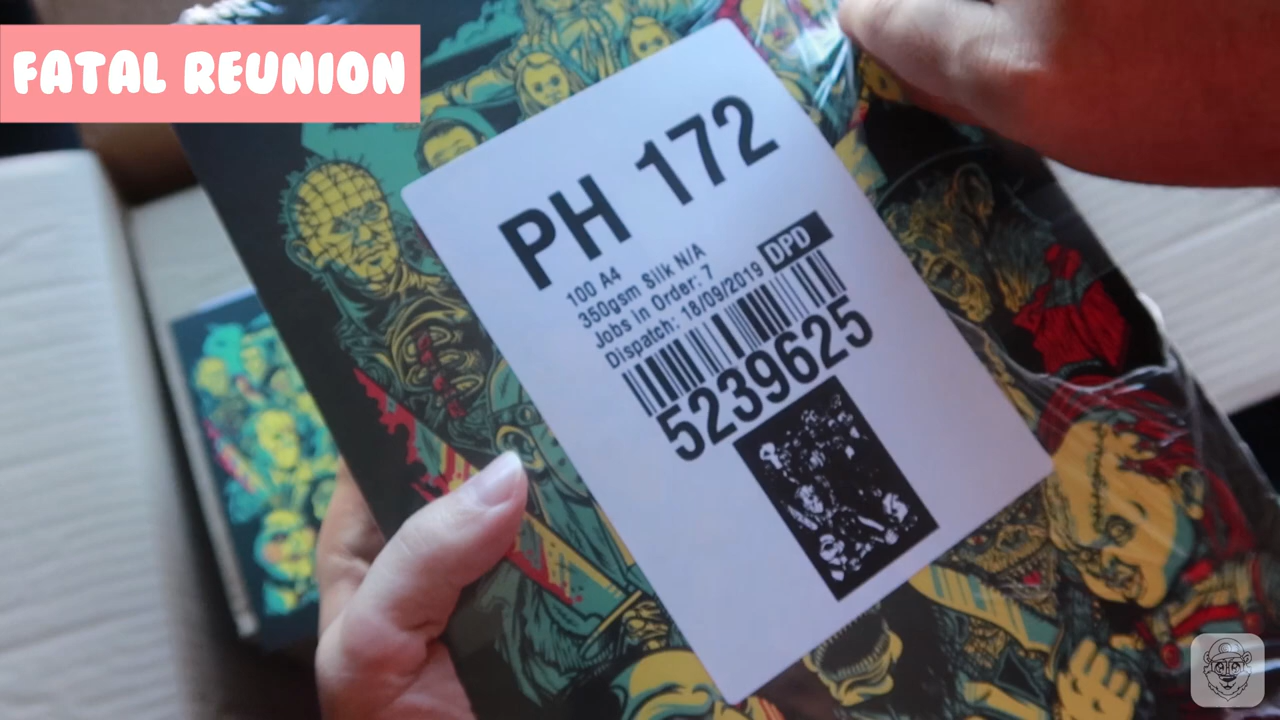 FATAL REUNION
PH 172
100 A4
350gsm Silk N/A
Jobs in Order: 7
Dispatch: 18/09/2019 DPD
5239625